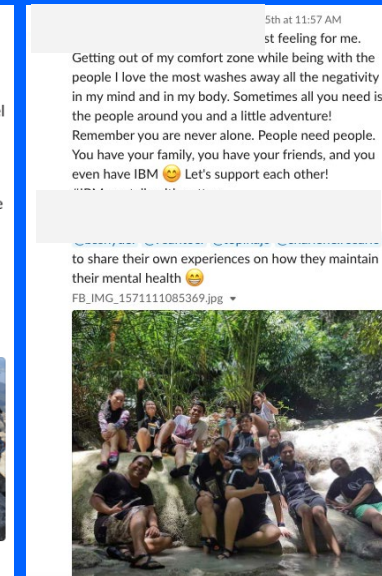 5th at 11:57 AM
st feeling for me.
Getting out of my comfort zone while being with the
people I love the most washes away all the negativity
in my mind and in my body. Sometimes all you need is
the people around you and a little adventure!
Remember you are never alone. People need people.
You have your family, you have your friends, and you
even have IBM 😊 Let's support each other!
to share their own experiences on how they maintain
their mental health 😁
FB_IMG_1571111085369.jpg